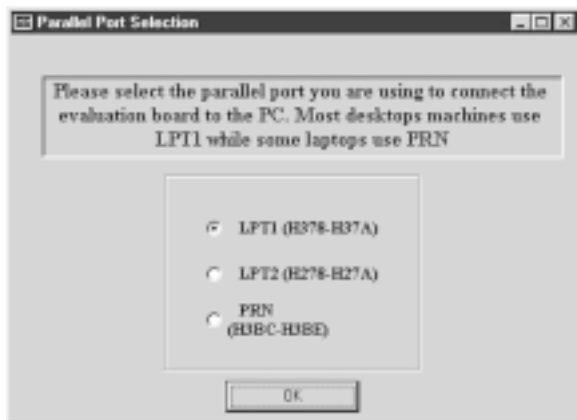 Parallel Port Selection
Please select the parallel port you are using to connect the
evaluation board to the PC. Most desktops machines use
LPT1 while some laptops use PRN
LPT1 (H378-H37A)
LPT2 (H278-H27A)
PRN
(H3BC-H3BE)
OK